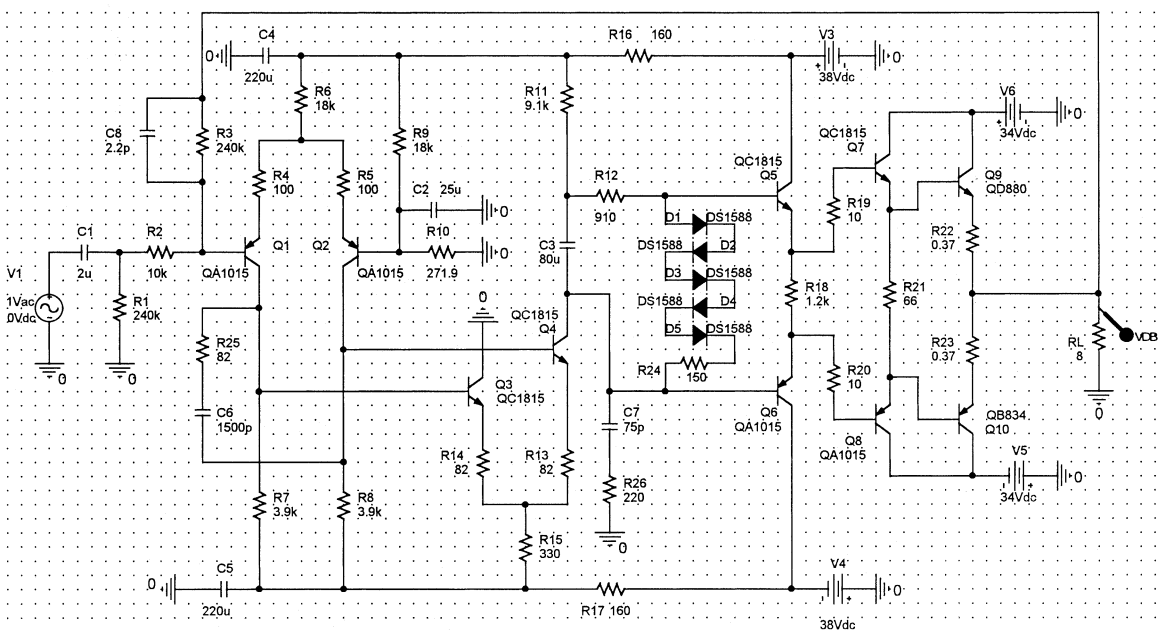 C4
0
220u
R16 160
V3
0
38Vdc
R6
18k
R11
9.1k
V6
0
34Vdc
C8
2.2p
R3
240k
R9
18k
QC1815
Q7
R4
100
R5
100
C2 25u
0
R12
910
QC1815
Q5
Q9
QD880
C1
2u
R2
10k
Q1
QA1015
Q2
QA1015
R10
271.9
0
C3
80u
D1 DS1588
DS1588 D2
D3 DS1588
DS1588 D4
D5 DS1588
R24
150
R19
10
R22
0.37
V1
1Vac
0Vdc
0
R1
240k
0
R18
1.2k
R21
66
R25
82
0
QC1815
Q4
R23
0.37
RL
8
0
VDB
Q3
QC1815
R20
10
C6
1500p
C7
75p
Q6
QA1015
Q8
QA1015
QB834
Q10
R14
82
R13
82
R26
220
0
V5
0
34Vdc
R7
3.9k
R8
3.9k
R15
330
C5
0
220u
R17 160
V4
0
38Vdc